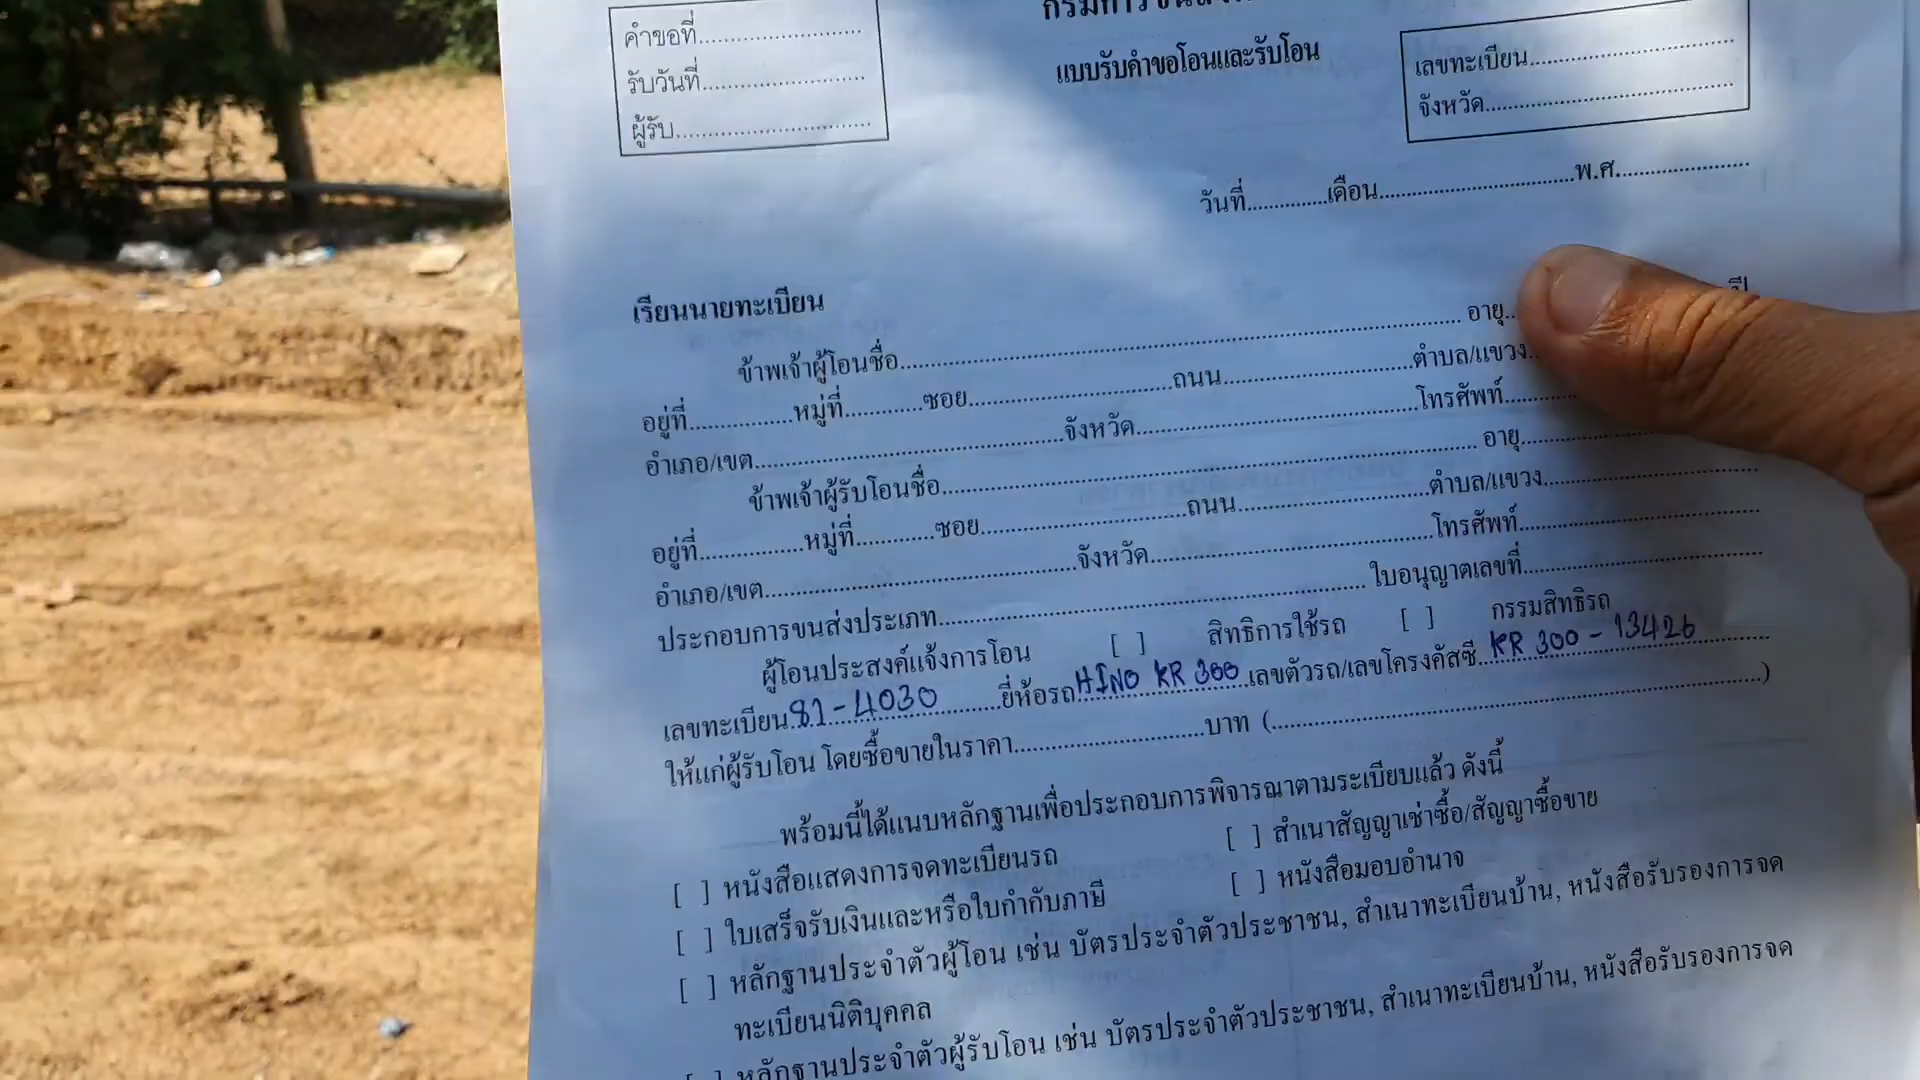 คำขอที่..............................
รับวันที่..............................
ผู้รับ..............................
แบบรับคำขอโอนและรับโอน
เลขทะเบียน..............................
จังหวัด..............................
วันที่..............เดือน..............................พ.ศ......................
เรียนนายทะเบียน
ข้าพเจ้าผู้โอนชื่อ............................................................ อายุ.. ปี
อยู่ที่................หมู่ที่............ซอย..............................ถนน............................ตำบล/แขวง..
อำเภอ/เขต..............................จังหวัด..............................โทรศัพท์............
ข้าพเจ้าผู้รับโอนชื่อ............................................................ อายุ..............
อยู่ที่................หมู่ที่............ซอย..............................ถนน............................ตำบล/แขวง..............................
อำเภอ/เขต..............................จังหวัด..............................โทรศัพท์..............................
ประกอบการขนส่งประเภท............................................................ ใบอนุญาตเลขที่..............................
ผู้โอนประสงค์แจ้งการโอน [ ] สิทธิการใช้รถ [ ] กรรมสิทธิรถ
เลขทะเบียน 81-4030 ยี่ห้อรถ HINO KR 300 เลขตัวรถ/เลขโครงคัสซี KR 300 - 13426
ให้แก่ผู้รับโอน โดยซื้อขายในราคา..............................บาท (............................................................)
พร้อมนี้ได้แนบหลักฐานเพื่อประกอบการพิจารณาตามระเบียบแล้ว ดังนี้
[ ] หนังสือแสดงการจดทะเบียนรถ [ ] สำเนาสัญญาเช่าซื้อ/สัญญาซื้อขาย
[ ] ใบเสร็จรับเงินและหรือใบกำกับภาษี [ ] หนังสือมอบอำนาจ
[ ] หลักฐานประจำตัวผู้โอน เช่น บัตรประจำตัวประชาชน, สำเนาทะเบียนบ้าน, หนังสือรับรองการจด
ทะเบียนนิติบุคคล
[ ] หลักฐานประจำตัวผู้รับโอน เช่น บัตรประจำตัวประชาชน, สำเนาทะเบียนบ้าน, หนังสือรับรองการจด